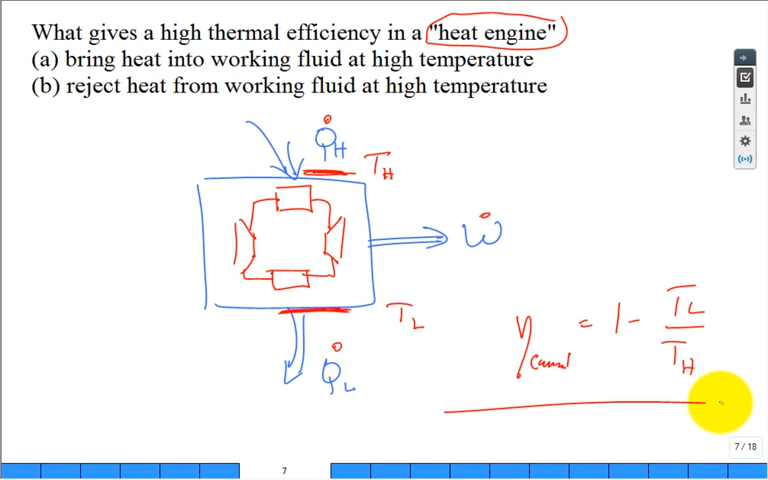 What gives a high thermal efficiency in a "heat engine"
(a) bring heat into working fluid at high temperature
(b) reject heat from working fluid at high temperature
Q̇H
TH
Ẇ
TL
Q̇L
η = 1 - TL/TH
7 / 18
7